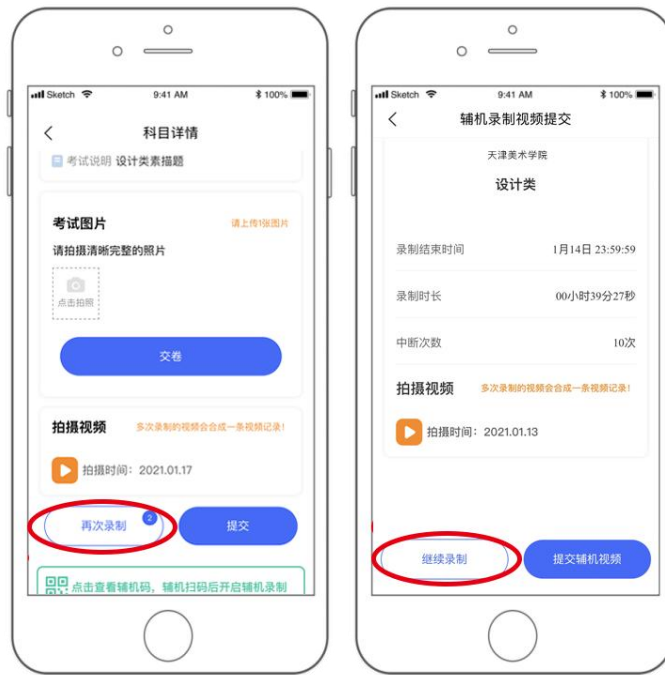 Sketch 9:41 AM 100%
科目详情
考试说明 设计类素描题
考试图片 请上传1张图片
请拍摄清晰完整的照片
点击拍照
交卷
拍摄视频 多次录制的视频会合成一条视频记录!
拍摄时间：2021.01.17
再次录制 2 提交
点击查看辅机码，辅机扫码后开启辅机录制
Sketch 9:41 AM 100%
辅机录制视频提交
天津美术学院
设计类
录制结束时间 1月14日 23:59:59
录制时长 00小时39分27秒
中断次数 10次
拍摄视频 多次录制的视频会合成一条视频记录!
拍摄时间：2021.01.13
继续录制 提交辅机视频